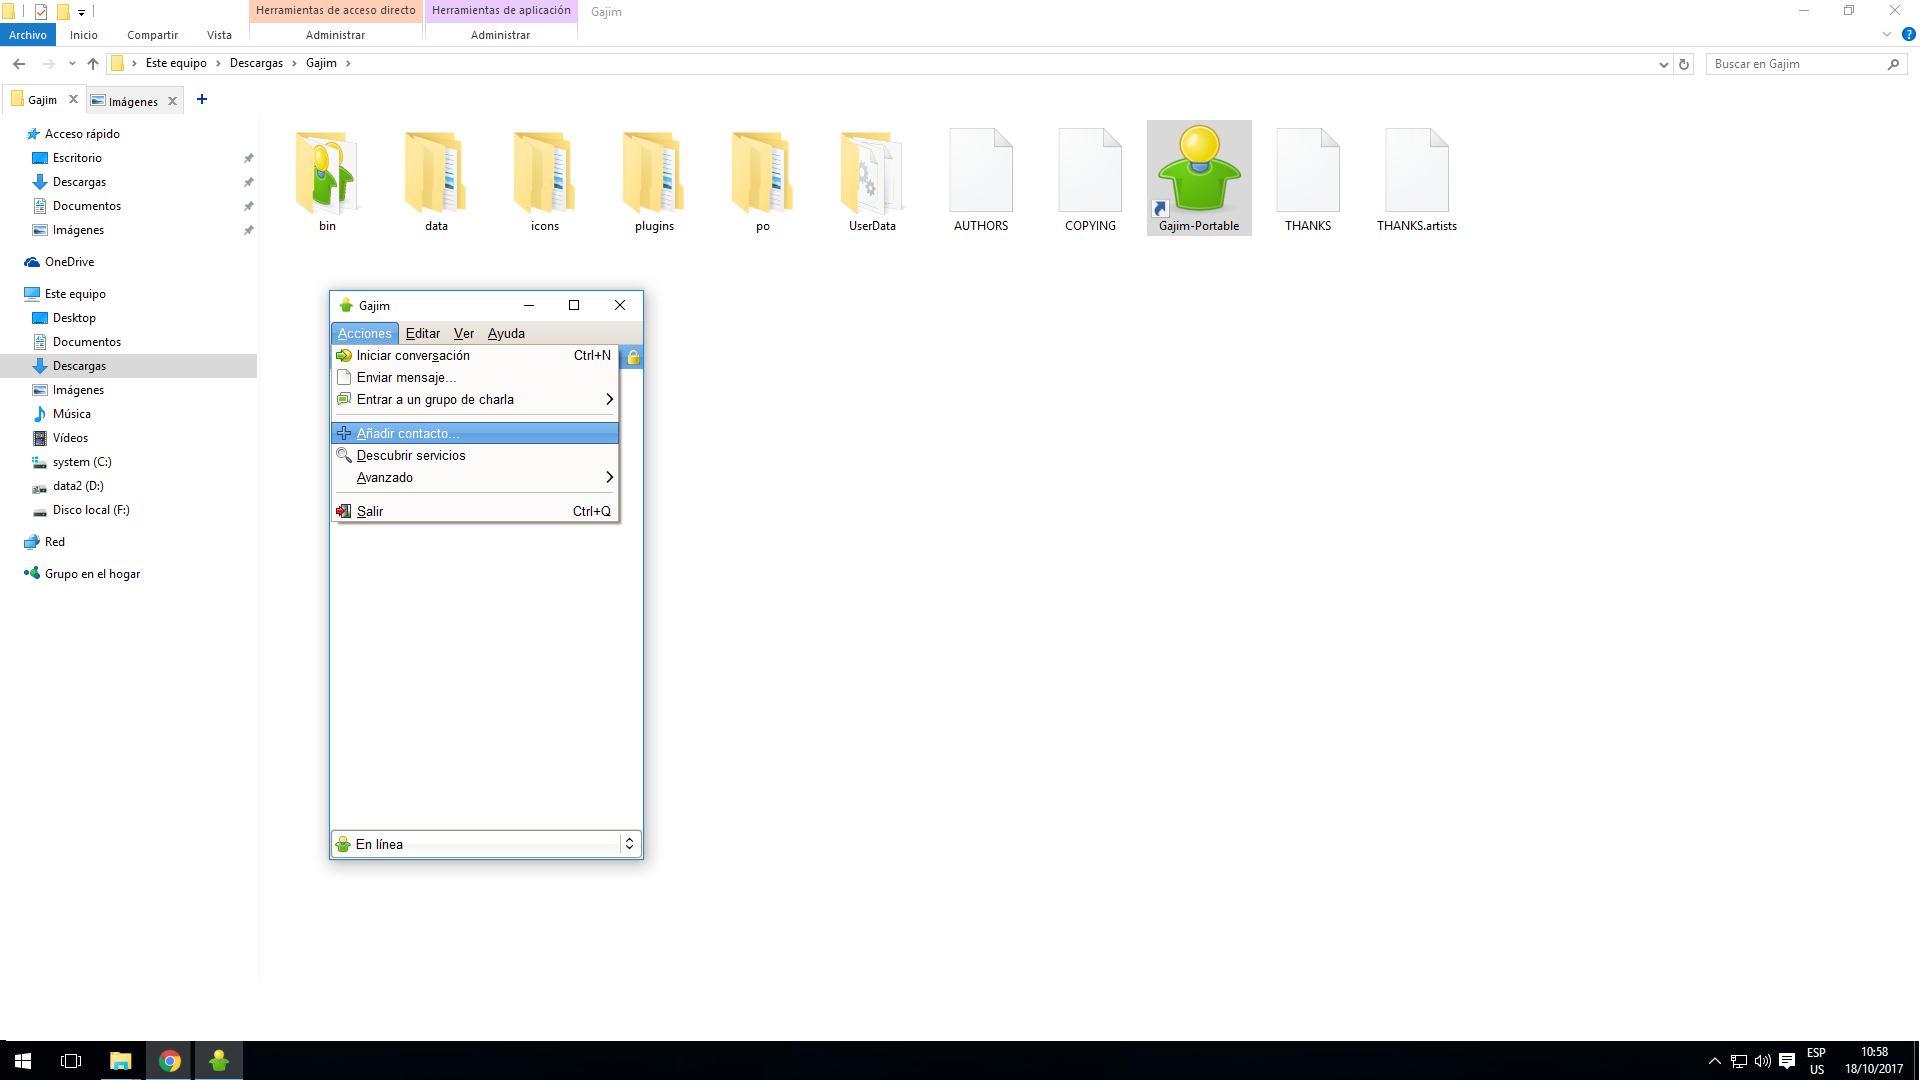 Herramientas de acceso directo
Herramientas de aplicación
Gajim
Archivo
Inicio
Compartir
Vista
Administrar
Administrar
Este equipo > Descargas > Gajim >
Buscar en Gajim
Gajim
Imágenes
Acceso rápido
Escritorio
Descargas
Documentos
Imágenes
OneDrive
Este equipo
Desktop
Documentos
Descargas
Imágenes
Música
Vídeos
system (C:)
data2 (D:)
Disco local (F:)
Red
Grupo en el hogar
bin
data
icons
plugins
po
UserData
AUTHORS
COPYING
Gajim-Portable
THANKS
THANKS.artists
Gajim
Acciones
Editar
Ver
Ayuda
Iniciar conversación Ctrl+N
Enviar mensaje...
Entrar a un grupo de charla
Añadir contacto...
Descubrir servicios
Avanzado
Salir Ctrl+Q
En línea
ESP
US
10:58
18/10/2017